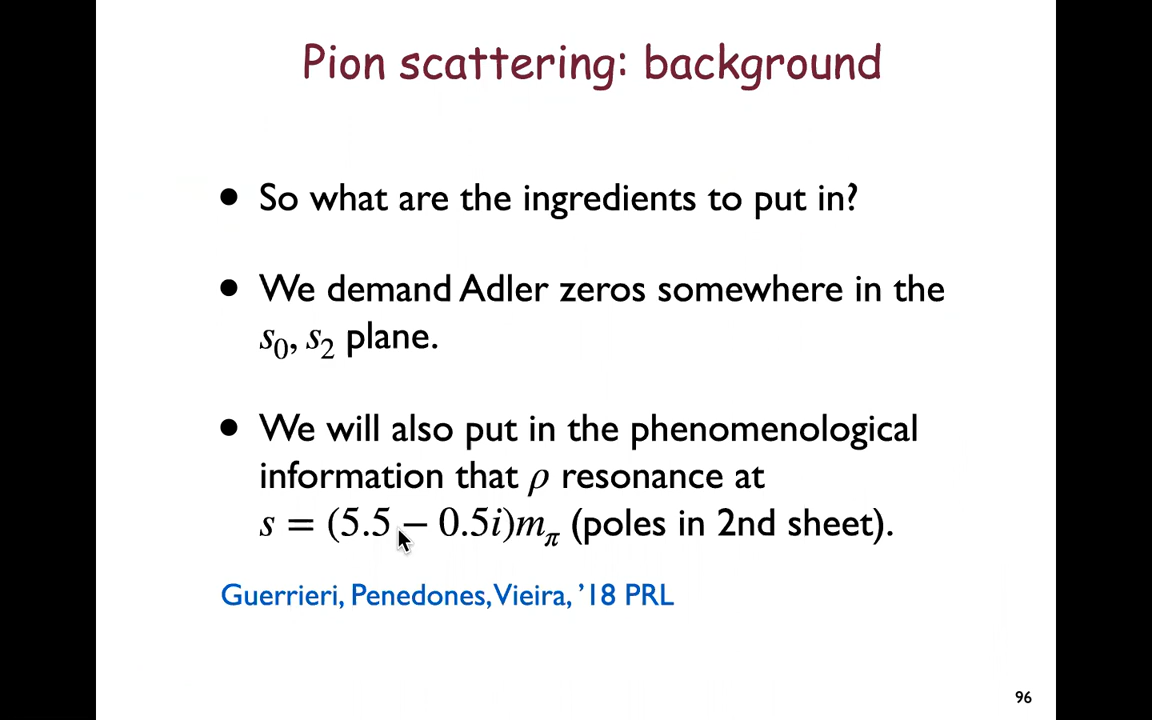 Pion scattering: background
• So what are the ingredients to put in?
• We demand Adler zeros somewhere in the
s₀, s₂ plane.
• We will also put in the phenomenological
information that ρ resonance at
s = (5.5 − 0.5i)m_π (poles in 2nd sheet).
Guerrieri, Penedones, Vieira, ’18 PRL
96